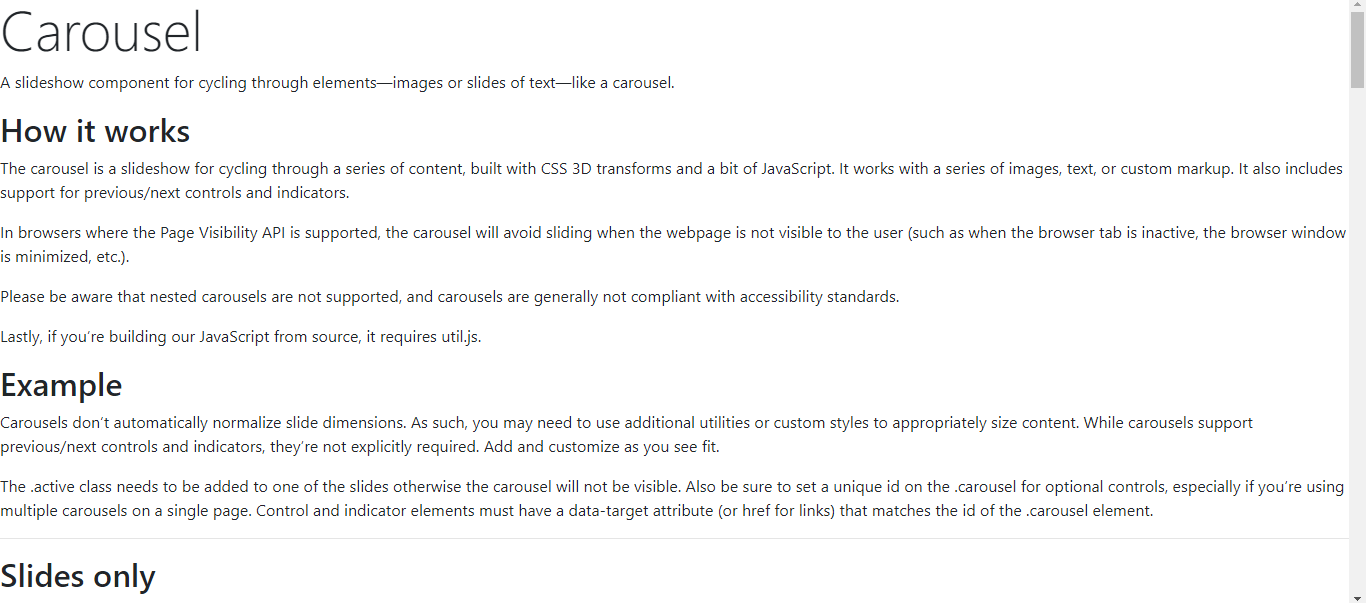 Carousel
A slideshow component for cycling through elements—images or slides of text—like a carousel.
How it works
The carousel is a slideshow for cycling through a series of content, built with CSS 3D transforms and a bit of JavaScript. It works with a series of images, text, or custom markup. It also includes
support for previous/next controls and indicators.
In browsers where the Page Visibility API is supported, the carousel will avoid sliding when the webpage is not visible to the user (such as when the browser tab is inactive, the browser window
is minimized, etc.).
Please be aware that nested carousels are not supported, and carousels are generally not compliant with accessibility standards.
Lastly, if you’re building our JavaScript from source, it requires util.js.
Example
Carousels don’t automatically normalize slide dimensions. As such, you may need to use additional utilities or custom styles to appropriately size content. While carousels support
previous/next controls and indicators, they’re not explicitly required. Add and customize as you see fit.
The .active class needs to be added to one of the slides otherwise the carousel will not be visible. Also be sure to set a unique id on the .carousel for optional controls, especially if you’re using
multiple carousels on a single page. Control and indicator elements must have a data-target attribute (or href for links) that matches the id of the .carousel element.
Slides only